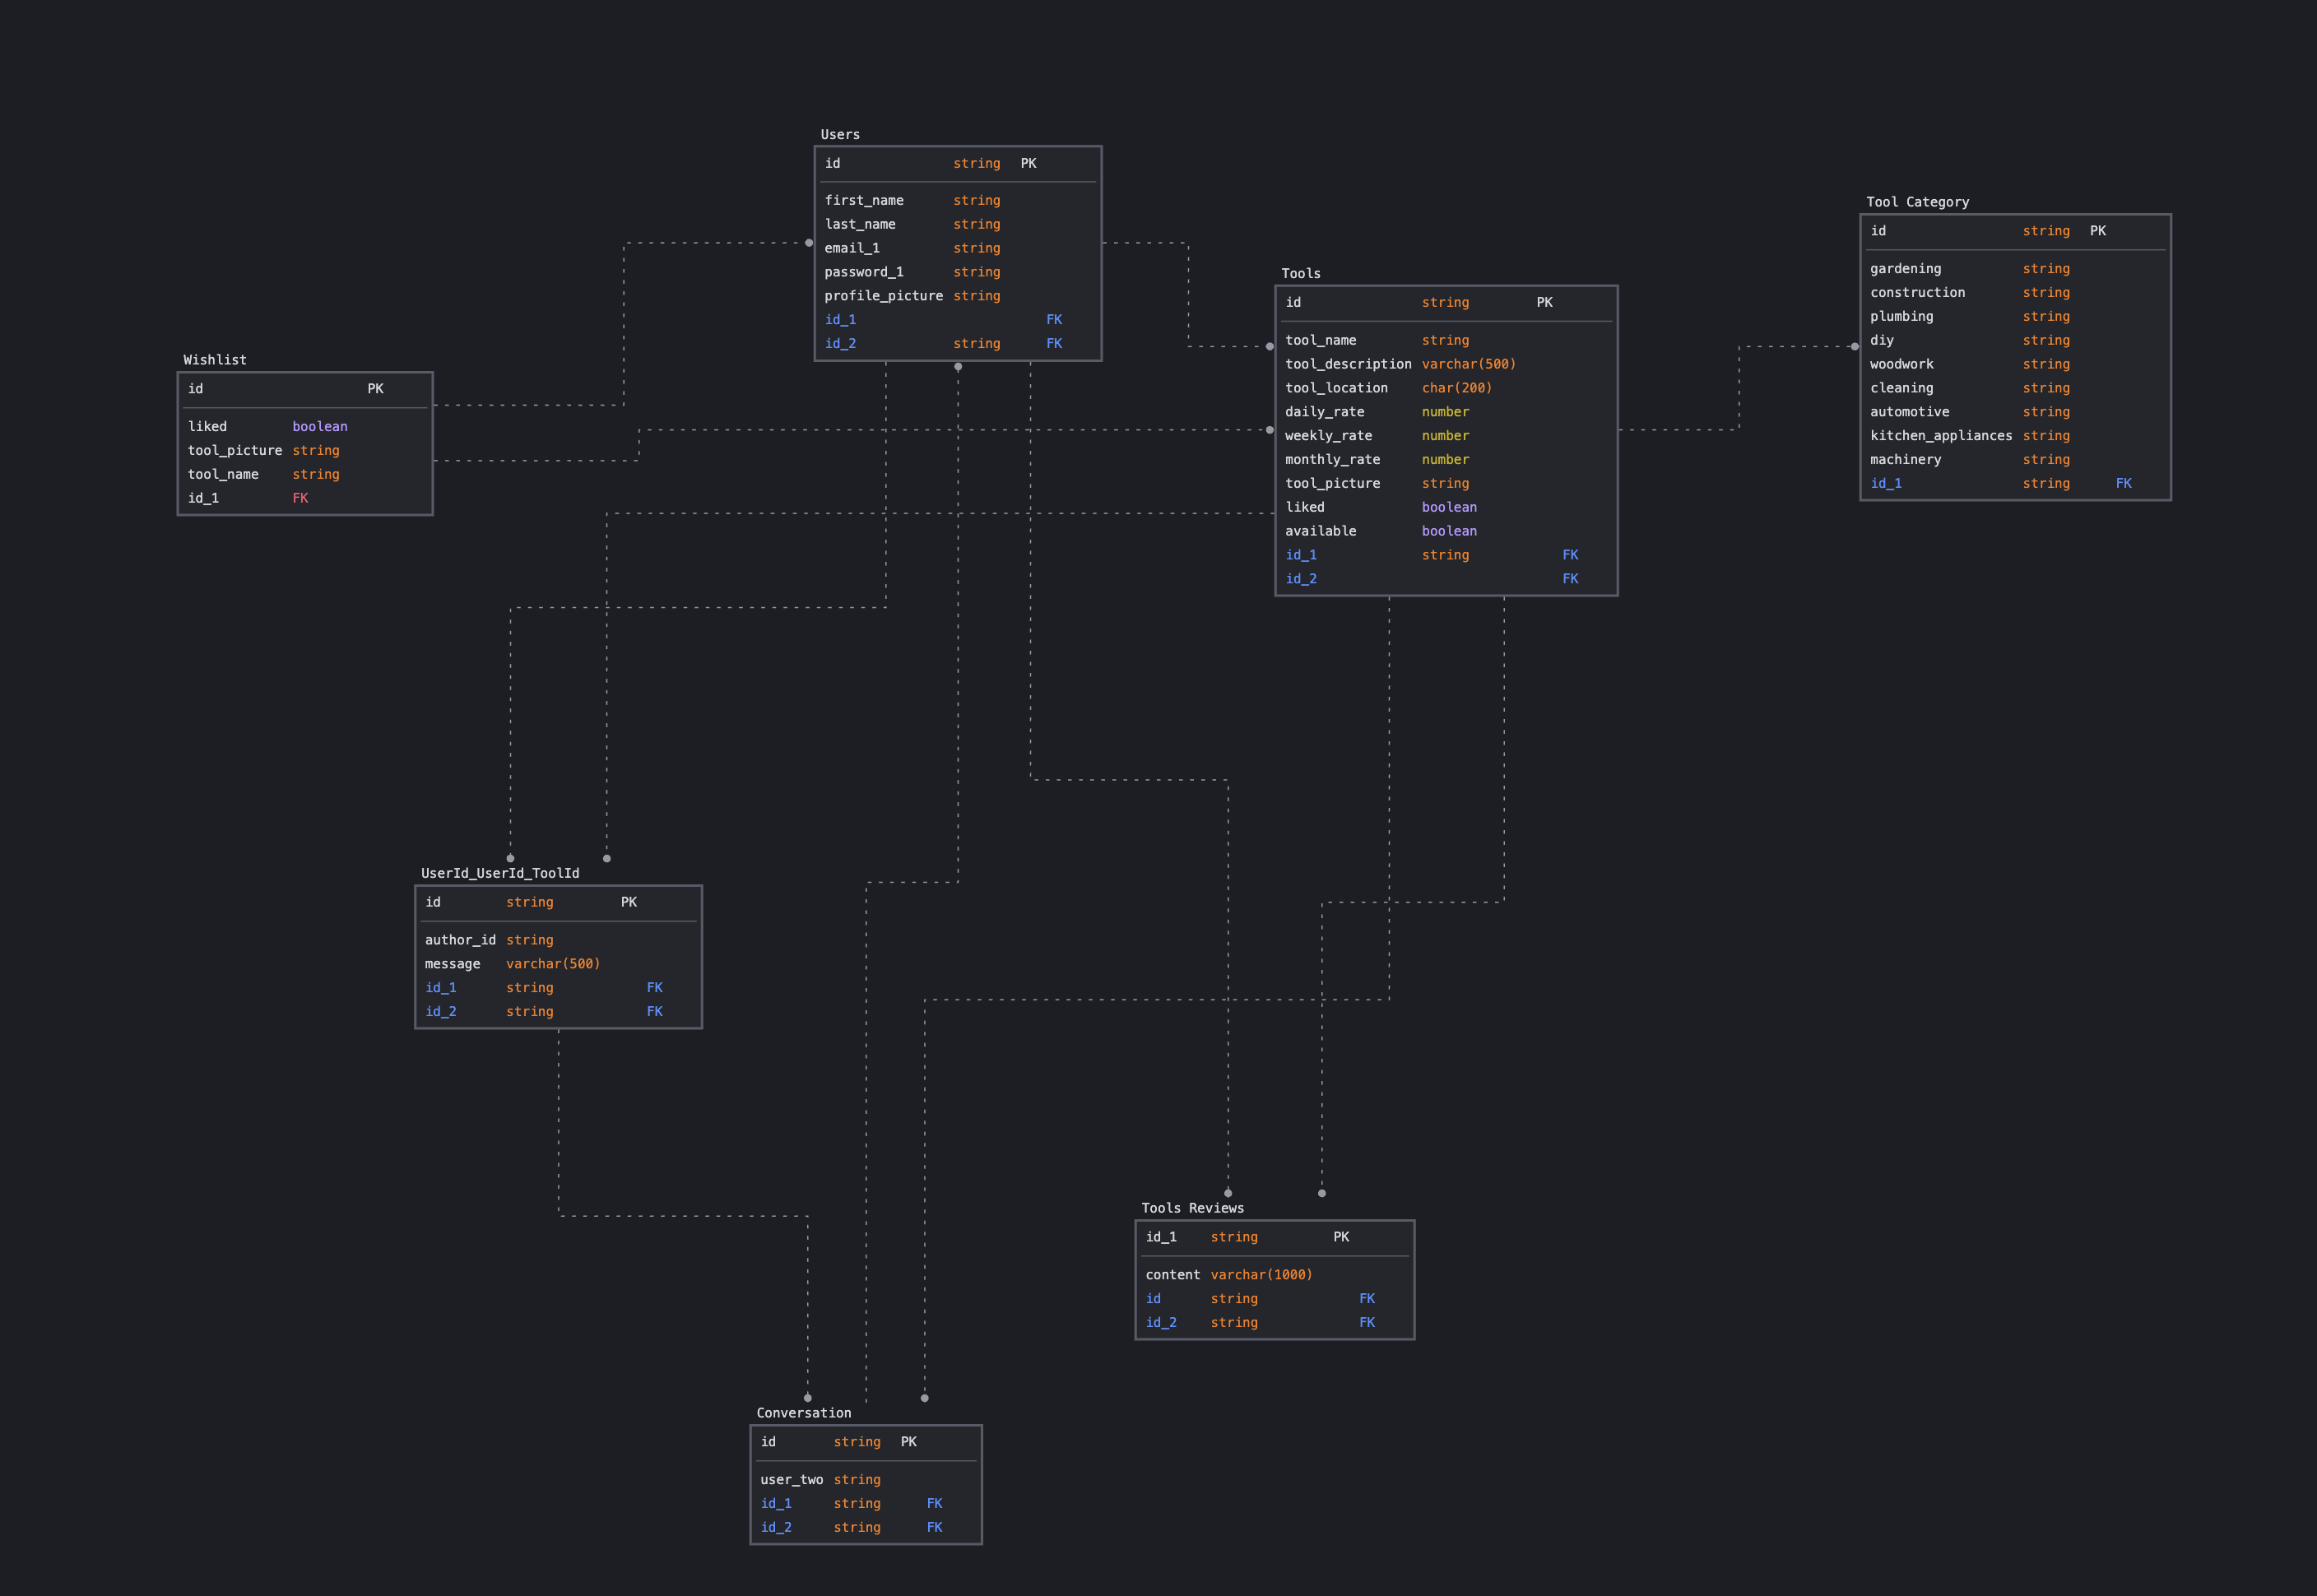 Users
id string PK
first_name string
last_name string
email_1 string
password_1 string
profile_picture string
id_1 FK
id_2 string FK
Tool Category
id string PK
gardening string
construction string
plumbing string
diy string
woodwork string
cleaning string
automotive string
kitchen_appliances string
machinery string
id_1 string FK
Tools
id string PK
tool_name string
tool_description varchar(500)
tool_location char(200)
daily_rate number
weekly_rate number
monthly_rate number
tool_picture string
liked boolean
available boolean
id_1 string FK
id_2 FK
Wishlist
id PK
liked boolean
tool_picture string
tool_name string
id_1 FK
UserId_UserId_ToolId
id string PK
author_id string
message varchar(500)
id_1 string FK
id_2 string FK
Tools Reviews
id_1 string PK
content varchar(1000)
id string FK
id_2 string FK
Conversation
id string PK
user_two string
id_1 string FK
id_2 string FK